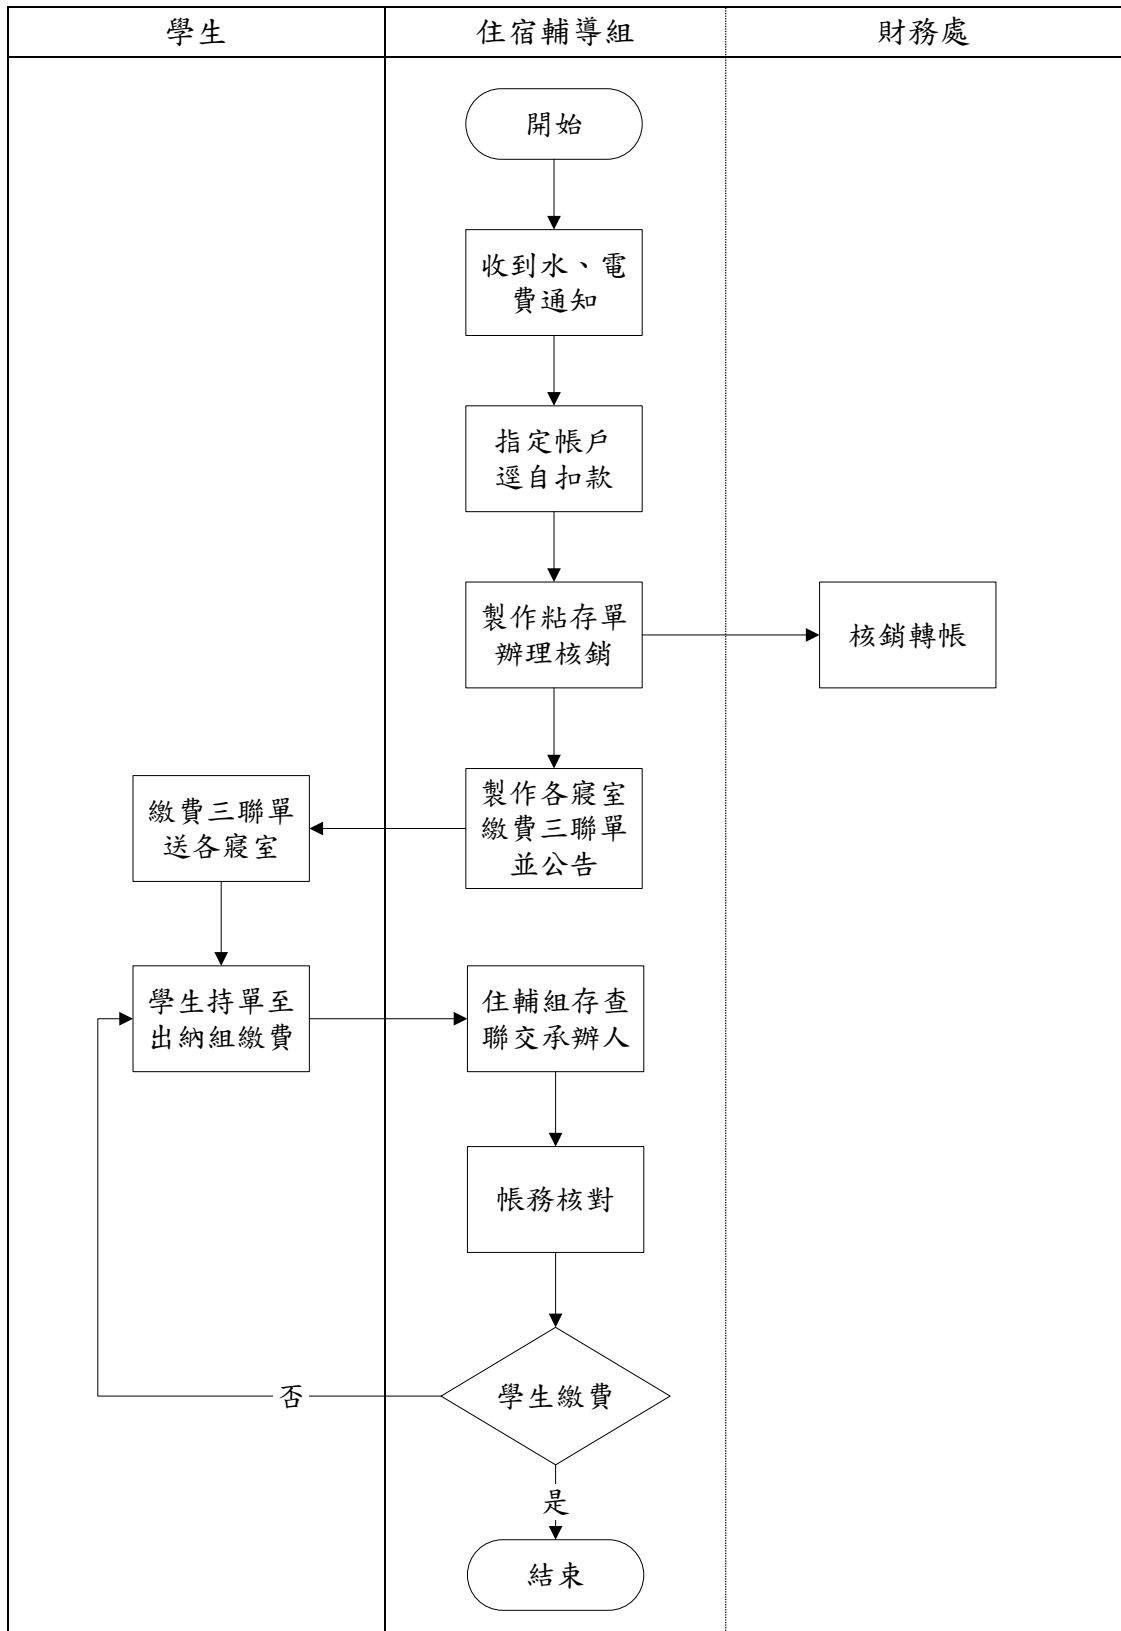 學生
住宿輔導組
財務處
開始
收到水、電
費通知
指定帳戶
逕自扣款
製作粘存單
辦理核銷
核銷轉帳
製作各寢室
繳費三聯單
並公告
繳費三聯單
送各寢室
學生持單至
出納組繳費
住輔組存查
聯交承辦人
帳務核對
學生繳費
否
是
結束